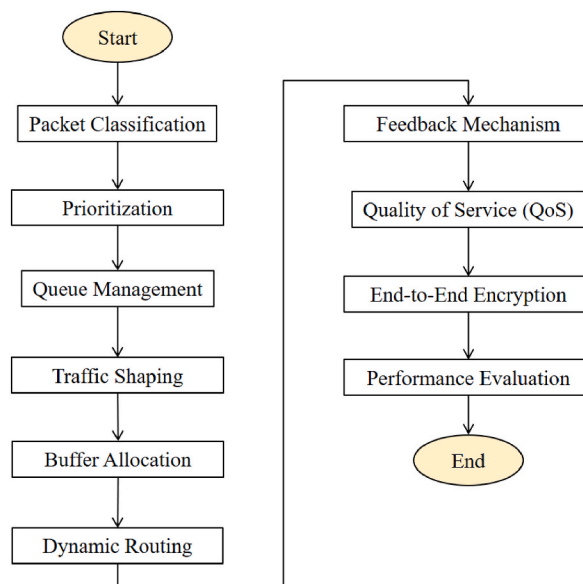 Start
Packet Classification
Prioritization
Queue Management
Traffic Shaping
Buffer Allocation
Dynamic Routing
Feedback Mechanism
Quality of Service (QoS)
End-to-End Encryption
Performance Evaluation
End